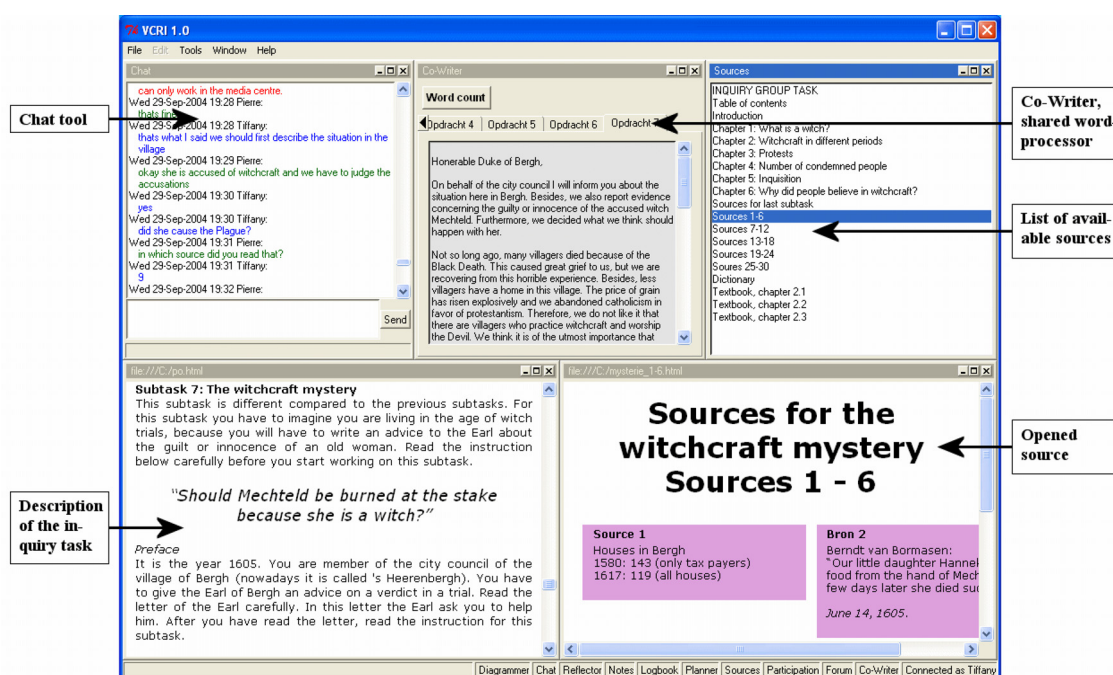 VCRI 1.0
File Edit Tools Window Help
Chat
can only work in the media centre.
Wed 29-Sep-2004 19:28 Pierre:
thats fine
Wed 29-Sep-2004 19:28 Tiffany:
thats what I said we should first describe the situation in the
village
Wed 29-Sep-2004 19:29 Pierre:
okay she is accused of witchcraft and we have to judge the
accusations
Wed 29-Sep-2004 19:30 Tiffany:
yes
Wed 29-Sep-2004 19:30 Tiffany:
did she cause the Plague?
Wed 29-Sep-2004 19:31 Pierre:
in which source did you read that?
Wed 29-Sep-2004 19:31 Tiffany:
9
Wed 29-Sep-2004 19:32 Pierre:
Send
Co-Writer
Word count
Opdracht 4 Opdracht 5 Opdracht 6 Opdracht
Honerable Duke of Bergh,
On behalf of the city council I will inform you about the
situation here in Bergh. Besides, we also report evidence
concerning the guilty or innocence of the accused witch
Mechteld. Furthermore, we decided what we think should
happen with her.
Not so long ago, many villagers died because of the
Black Death. This caused great grief to us, but we are
recovering from this horrible experience. Besides, less
villagers have a home in this village. The price of grain
has risen explosively and we abandoned catholicism in
favor of protestantism. Therefore, we do not like it that
there are villagers who practice witchcraft and worship
the Devil. We think it is of the utmost importance that
Sources
INQUIRY GROUP TASK
Table of contents
Introduction
Chapter 1: What is a witch?
Chapter 2: Witchcraft in different periods
Chapter 3: Protests
Chapter 4: Number of condemned people
Chapter 5: Inquisition
Chapter 6: Why did people believe in witchcraft?
Sources for last subtask
Sources 1-6
Sources 7-12
Sources 13-18
Sources 19-24
Soures 25-30
Dictionary
Textbook, chapter 2.1
Textbook, chapter 2.2
Textbook, chapter 2.3
Chat tool
Co-Writer,
shared word-
processor
List of avail-
able sources
file:///C:/po.html
Subtask 7: The witchcraft mystery
This subtask is different compared to the previous subtasks. For
this subtask you have to imagine you are living in the age of witch
trials, because you will have to write an advice to the Earl about
the guilt or innocence of an old woman. Read the instruction
below carefully before you start working on this subtask.
"Should Mechteld be burned at the stake
because she is a witch?"
Preface
It is the year 1605. You are member of the city council of the
village of Bergh (nowadays it is called 's Heerenbergh). You have
to give the Earl of Bergh an advice on a verdict in a trial. Read the
letter of the Earl carefully. In this letter the Earl ask you to help
him. After you have read the letter, read the instruction for this
subtask.
file:///C:/mysterie_1-6.html
Sources for the
witchcraft mystery
Sources 1 - 6
Source 1
Houses in Bergh
1580: 143 (only tax payers)
1617: 119 (all houses)
Bron 2
Berndt van Bormasen:
"Our little daughter Hannek
food from the hand of Mech
few days later she died
June 14, 1605.
Description
of the in-
quiry task
Opened
source
Diagrammer Chat Reflector Notes Logbook Planner Sources Participation Forum Co-Writer Connected as Tiffany